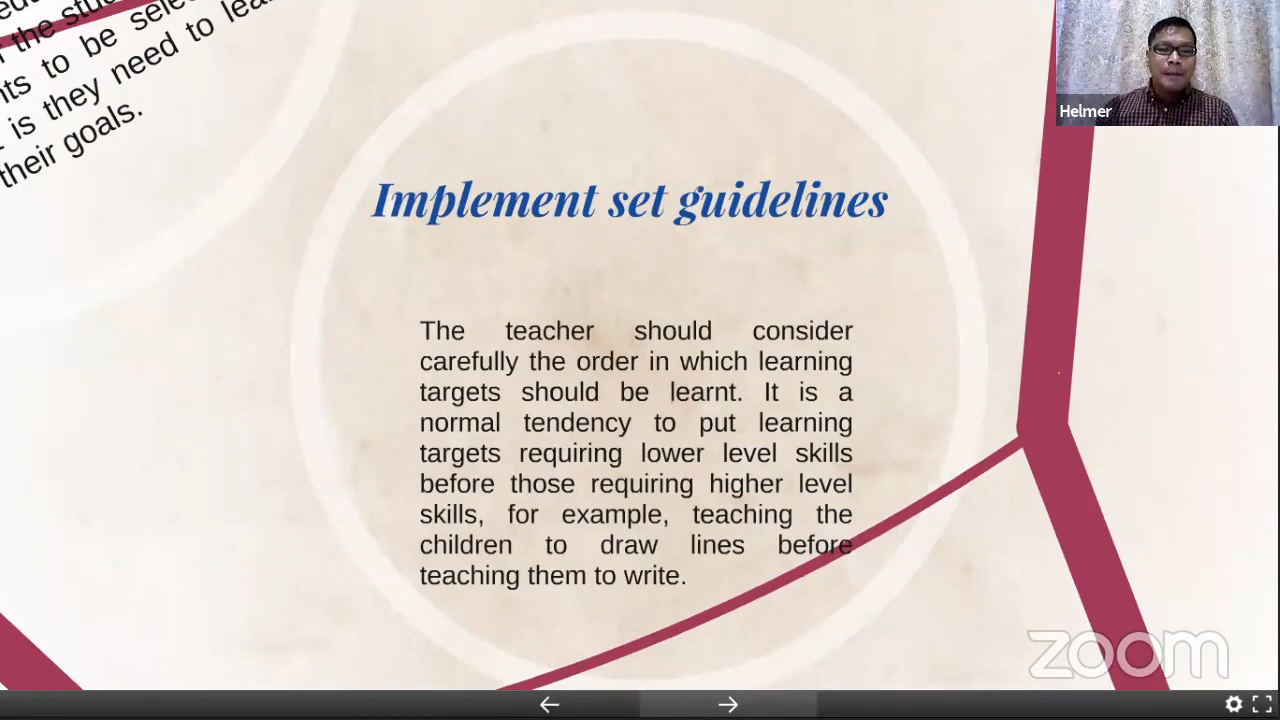 the
nts to be
is they need to
their goals.
Helmer
Implement set guidelines
The teacher should consider
carefully the order in which learning
targets should be learnt. It is a
normal tendency to put learning
targets requiring lower level skills
before those requiring higher level
skills, for example, teaching the
children to draw lines before
teaching them to write.
zoom